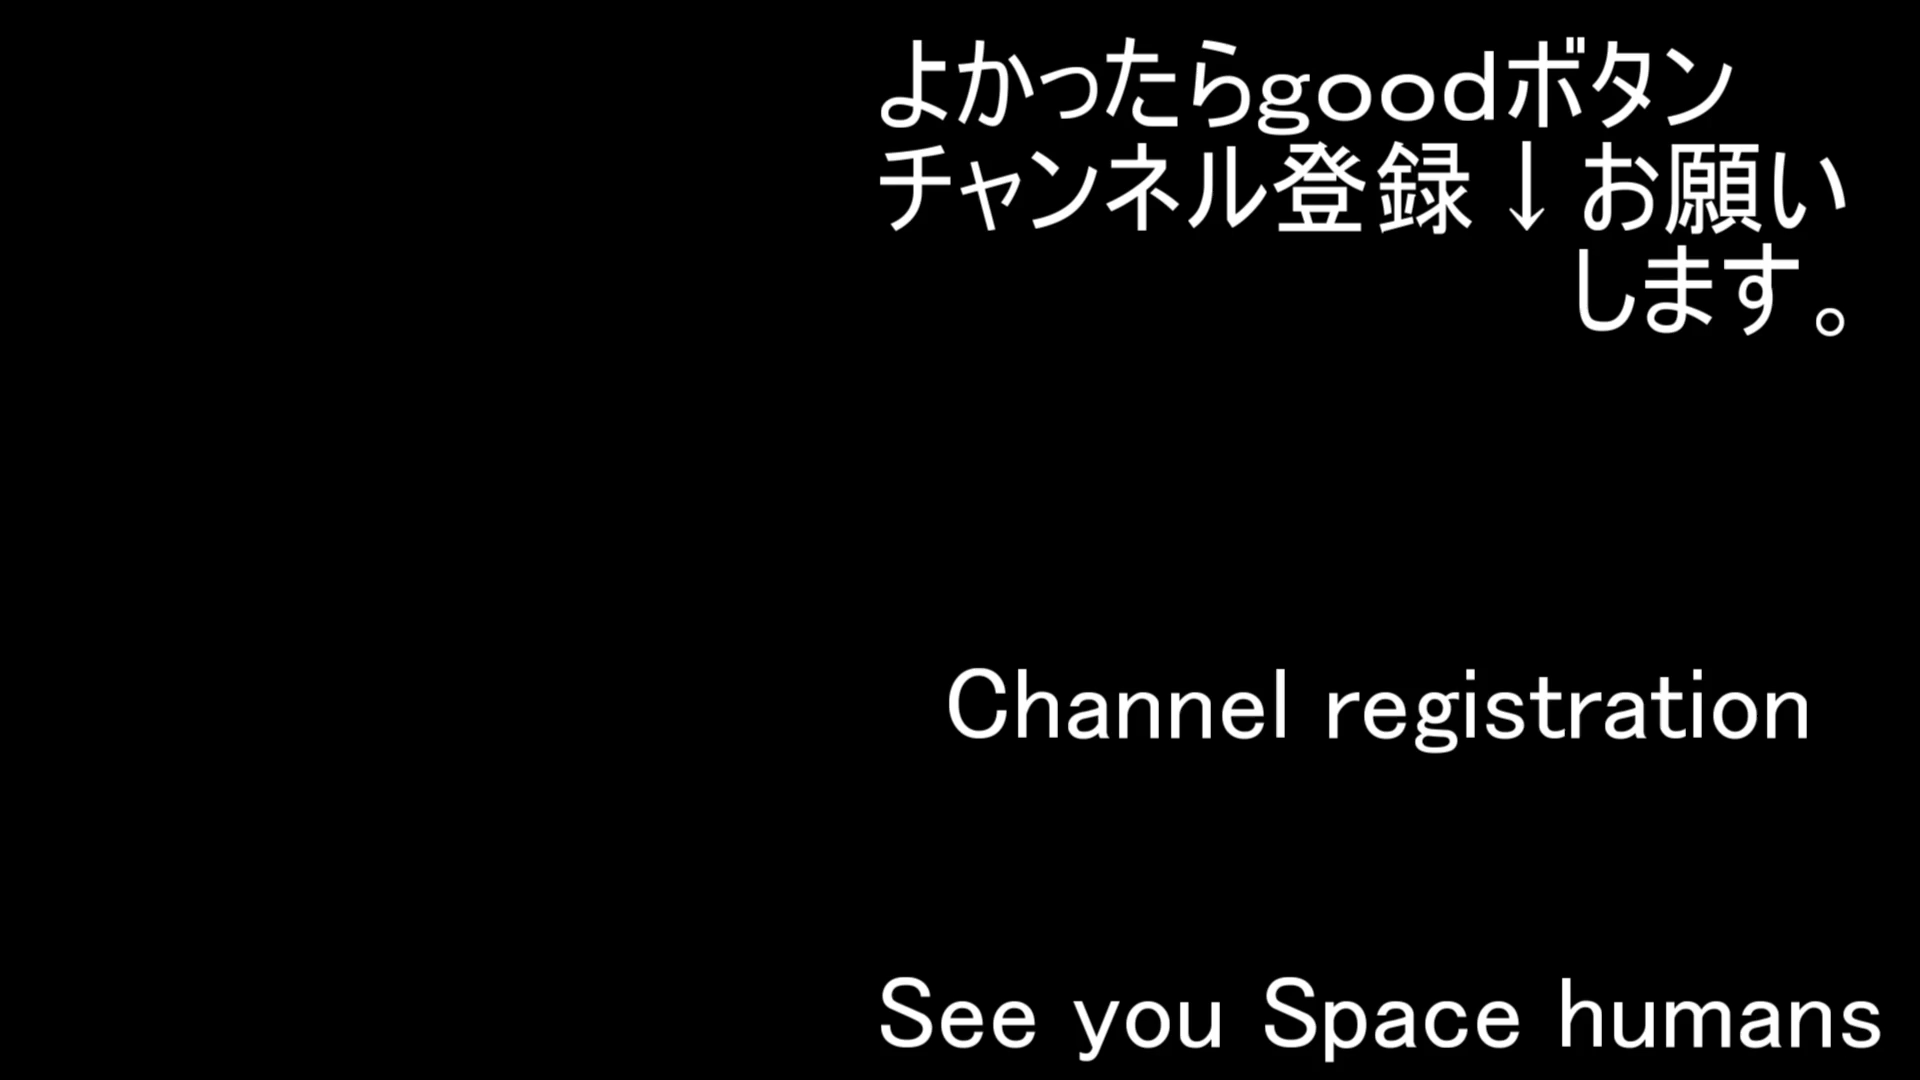 よかったらgoodボタン
チャンネル登録↓お願い
します。
Channel registration
See you Space humans